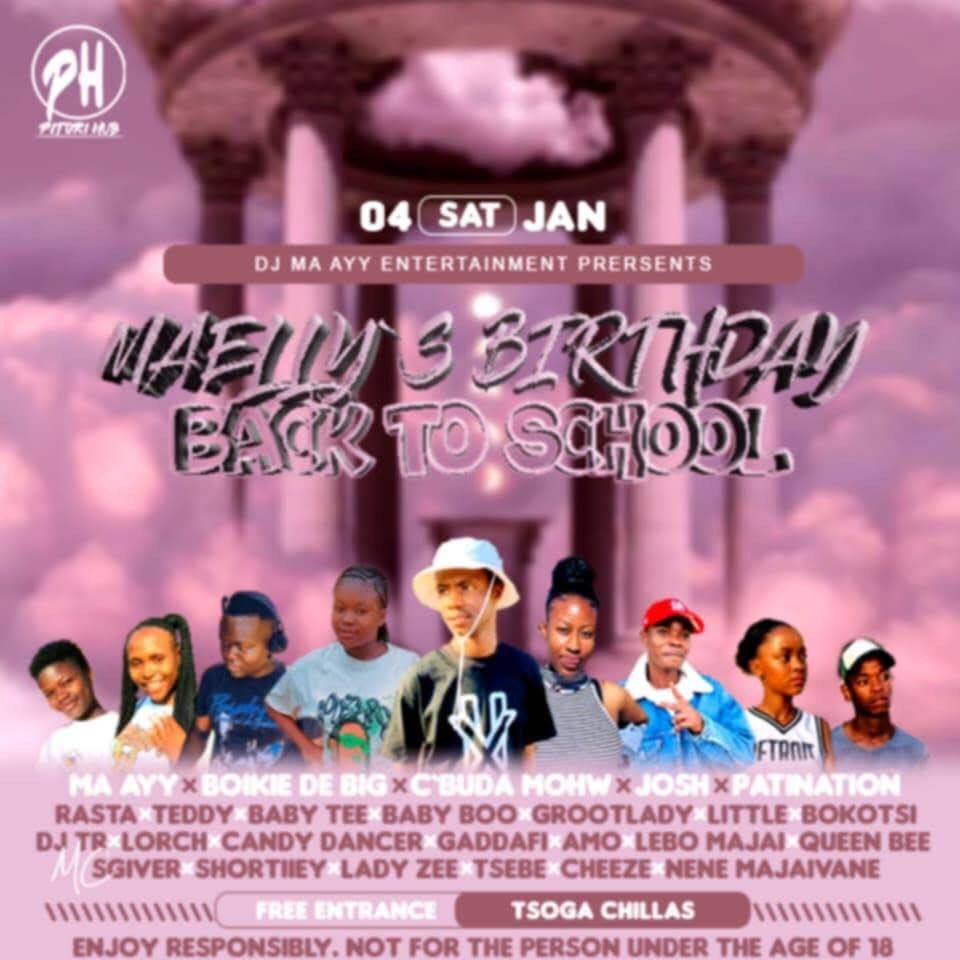 PH
PITORI HUB
04 SAT JAN
DJ MA AYY ENTERTAINMENT PRERSENTS
MAELLY`S BIRTHDAY
BACK TO SCHOOL
ETROIT
MA AYY × BOIKIE DE BIG × C'BUDA MOHW × JOSH × PATINATION
RASTA × TEDDY × BABY TEE × BABY BOO × GROOTLADY × LITTLE × BOKOTSI
DJ TR × LORCH × CANDY DANCER × GADDAFI × AMO × LEBO MAJAI × QUEEN BEE
MC SGIVER × SHORTIIEY × LADY ZEE × TSEBE × CHEEZE × NENE MAJAIVANE
FREE ENTRANCE TSOGA CHILLAS
ENJOY RESPONSIBLY. NOT FOR THE PERSON UNDER THE AGE OF 18